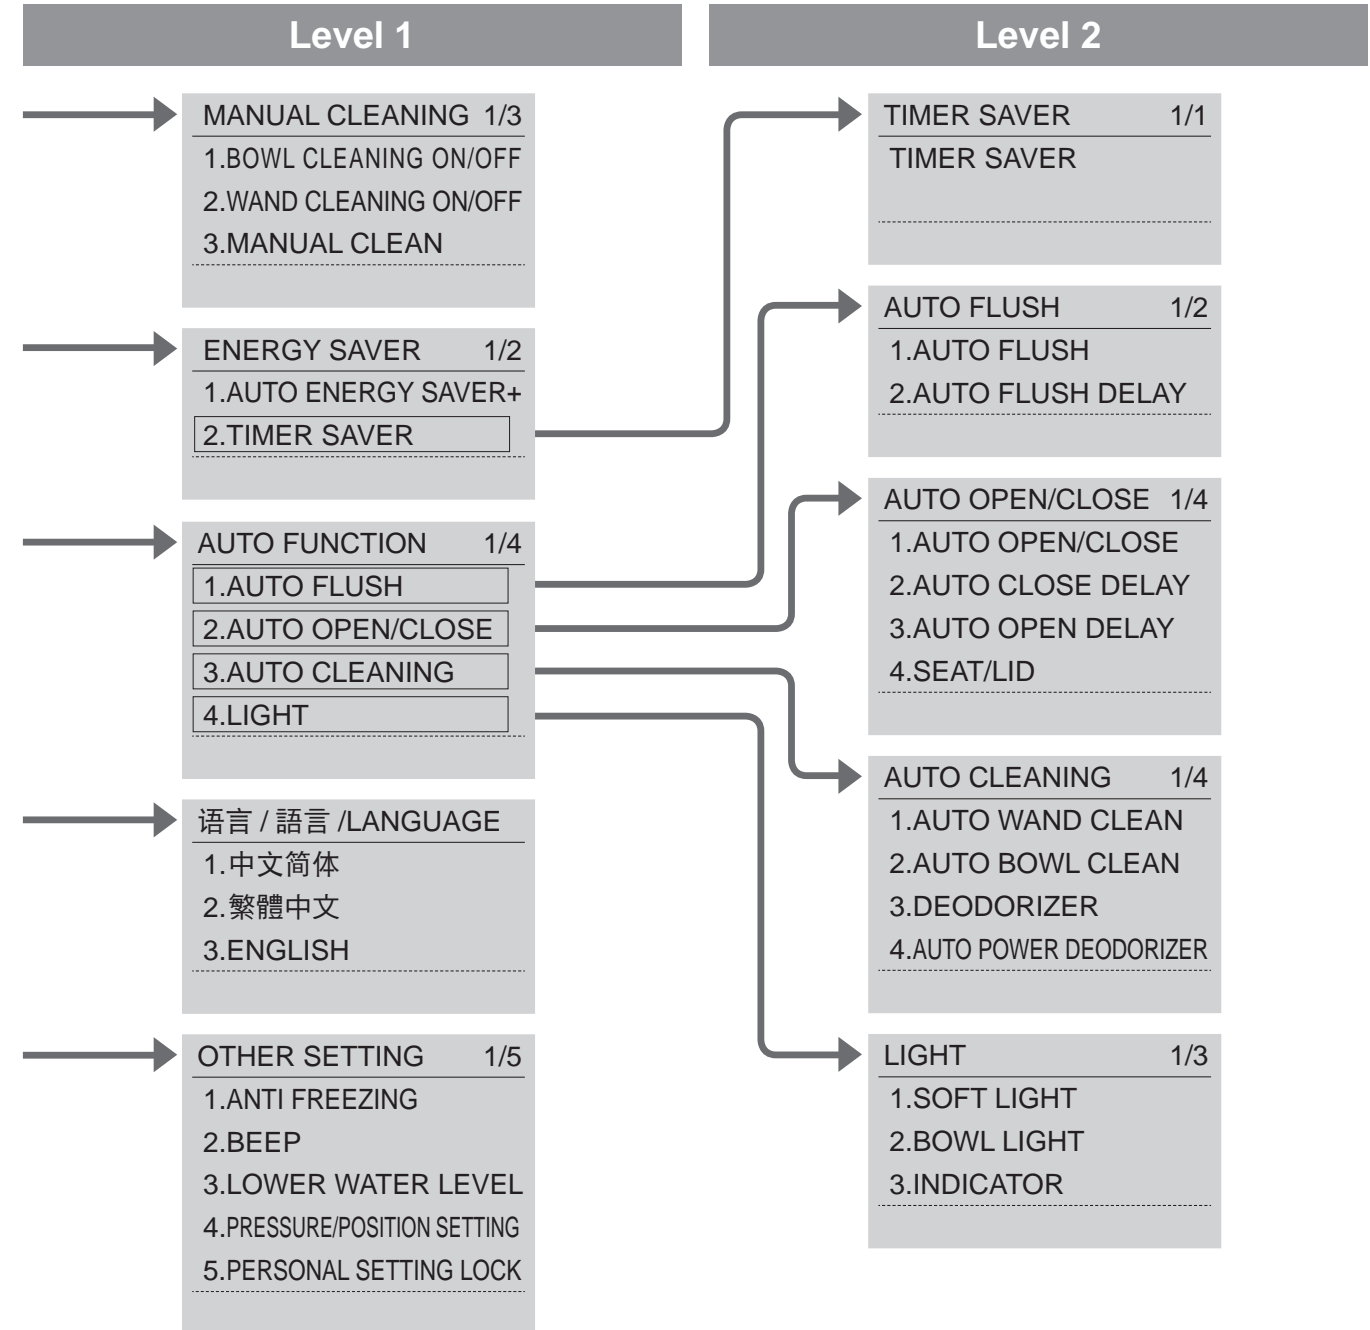 Level 1
MANUAL CLEANING 1/3
1.BOWL CLEANING ON/OFF
2.WAND CLEANING ON/OFF
3.MANUAL CLEAN
ENERGY SAVER 1/2
1.AUTO ENERGY SAVER+
2.TIMER SAVER
AUTO FUNCTION 1/4
1.AUTO FLUSH
2.AUTO OPEN/CLOSE
3.AUTO CLEANING
4.LIGHT
语言 / 語言 /LANGUAGE
1.中文简体
2.繁體中文
3.ENGLISH
OTHER SETTING 1/5
1.ANTI FREEZING
2.BEEP
3.LOWER WATER LEVEL
4.PRESSURE/POSITION SETTING
5.PERSONAL SETTING LOCK
Level 2
TIMER SAVER 1/1
TIMER SAVER
AUTO FLUSH 1/2
1.AUTO FLUSH
2.AUTO FLUSH DELAY
AUTO OPEN/CLOSE 1/4
1.AUTO OPEN/CLOSE
2.AUTO CLOSE DELAY
3.AUTO OPEN DELAY
4.SEAT/LID
AUTO CLEANING 1/4
1.AUTO WAND CLEAN
2.AUTO BOWL CLEAN
3.DEODORIZER
4.AUTO POWER DEODORIZER
LIGHT 1/3
1.SOFT LIGHT
2.BOWL LIGHT
3.INDICATOR